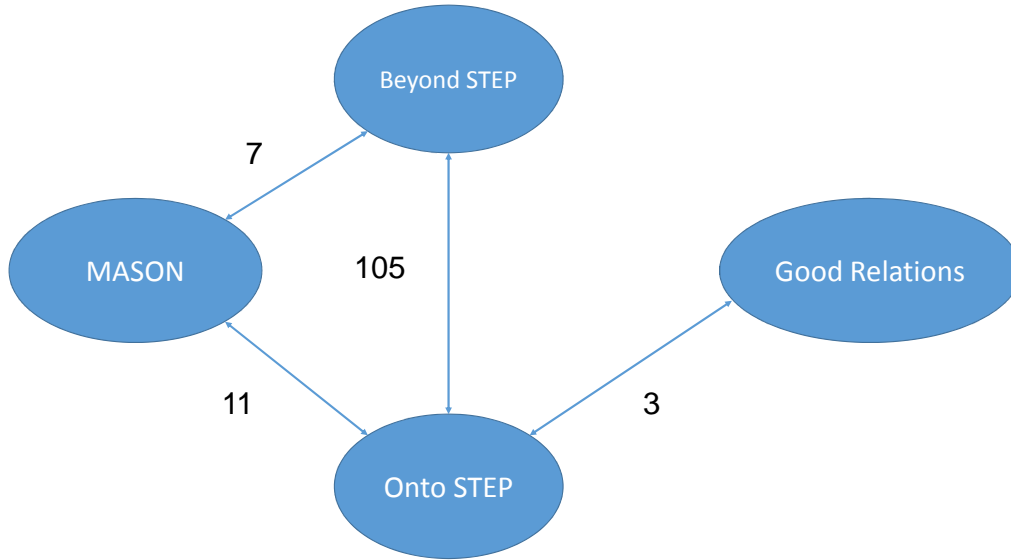 Beyond STEP
7
MASON
105
Good Relations
11
3
Onto STEP